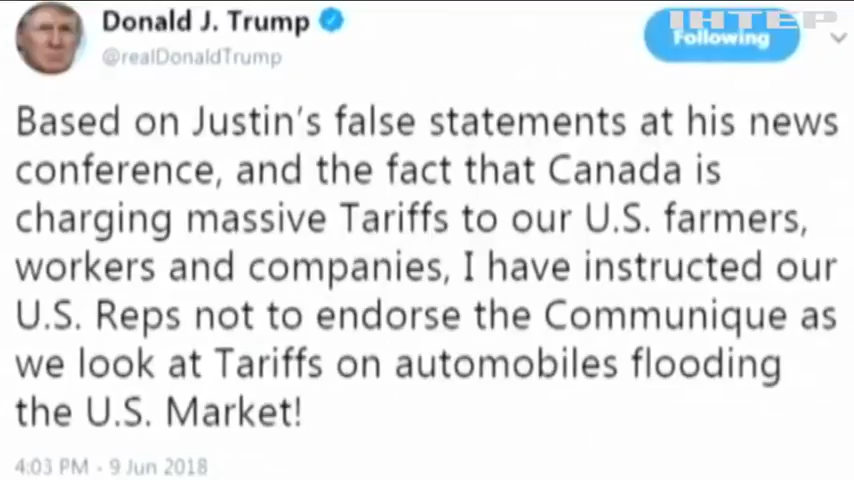 Donald J. Trump
@realDonaldTrump
Following
ІНТЕР
Based on Justin's false statements at his news
conference, and the fact that Canada is
charging massive Tariffs to our U.S. farmers,
workers and companies, I have instructed our
U.S. Reps not to endorse the Communique as
we look at Tariffs on automobiles flooding
the U.S. Market!
4:03 PM - 9 Jun 2018